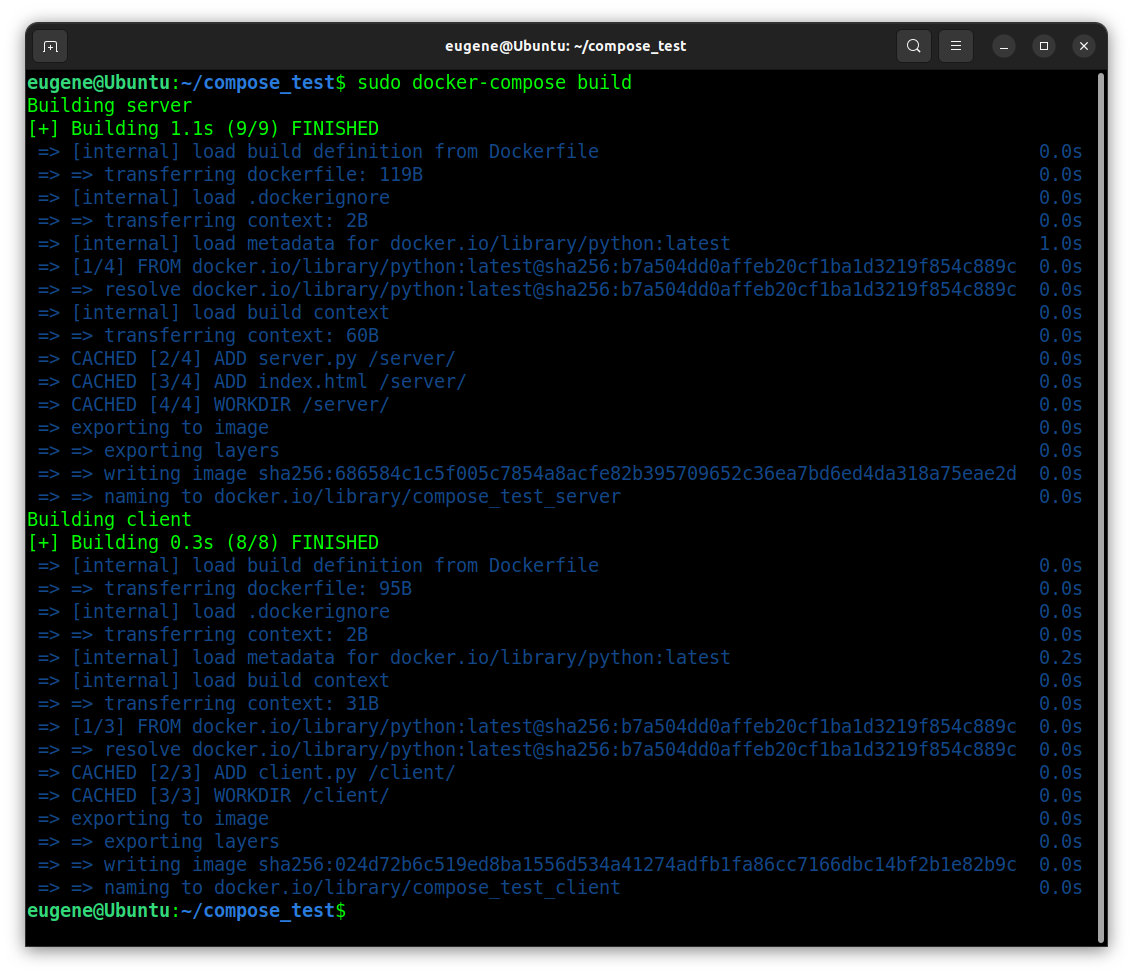 eugene@Ubuntu: ~/compose_test
eugene@Ubuntu:~/compose_test$ sudo docker-compose build
Building server
[+] Building 1.1s (9/9) FINISHED
=> [internal] load build definition from Dockerfile 0.0s
=> => transferring dockerfile: 119B 0.0s
=> [internal] load .dockerignore 0.0s
=> => transferring context: 2B 0.0s
=> [internal] load metadata for docker.io/library/python:latest 1.0s
=> [1/4] FROM docker.io/library/python:latest@sha256:b7a504dd0affeb20cf1ba1d3219f854c889c 0.0s
=> => resolve docker.io/library/python:latest@sha256:b7a504dd0affeb20cf1ba1d3219f854c889c 0.0s
=> [internal] load build context 0.0s
=> => transferring context: 60B 0.0s
=> CACHED [2/4] ADD server.py /server/ 0.0s
=> CACHED [3/4] ADD index.html /server/ 0.0s
=> CACHED [4/4] WORKDIR /server/ 0.0s
=> exporting to image 0.0s
=> => exporting layers 0.0s
=> => writing image sha256:686584c1c5f005c7854a8acfe82b395709652c36ea7bd6ed4da318a75eae2d 0.0s
=> => naming to docker.io/library/compose_test_server 0.0s
Building client
[+] Building 0.3s (8/8) FINISHED
=> [internal] load build definition from Dockerfile 0.0s
=> => transferring dockerfile: 95B 0.0s
=> [internal] load .dockerignore 0.0s
=> => transferring context: 2B 0.0s
=> [internal] load metadata for docker.io/library/python:latest 0.2s
=> [internal] load build context 0.0s
=> => transferring context: 31B 0.0s
=> [1/3] FROM docker.io/library/python:latest@sha256:b7a504dd0affeb20cf1ba1d3219f854c889c 0.0s
=> => resolve docker.io/library/python:latest@sha256:b7a504dd0affeb20cf1ba1d3219f854c889c 0.0s
=> CACHED [2/3] ADD client.py /client/ 0.0s
=> CACHED [3/3] WORKDIR /client/ 0.0s
=> exporting to image 0.0s
=> => exporting layers 0.0s
=> => writing image sha256:024d72b6c519ed8ba1556d534a41274adfb1fa86cc7166dbc14bf2b1e82b9c 0.0s
=> => naming to docker.io/library/compose_test_client 0.0s
eugene@Ubuntu:~/compose_test$